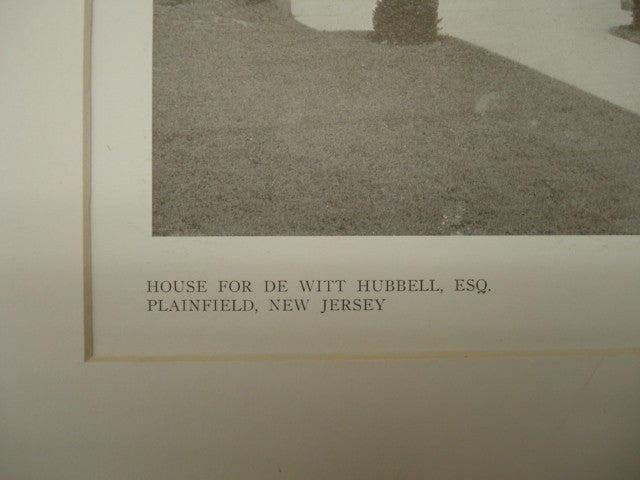 HOUSE FOR DE WITT HUBBELL, ESQ.
PLAINFIELD, NEW JERSEY